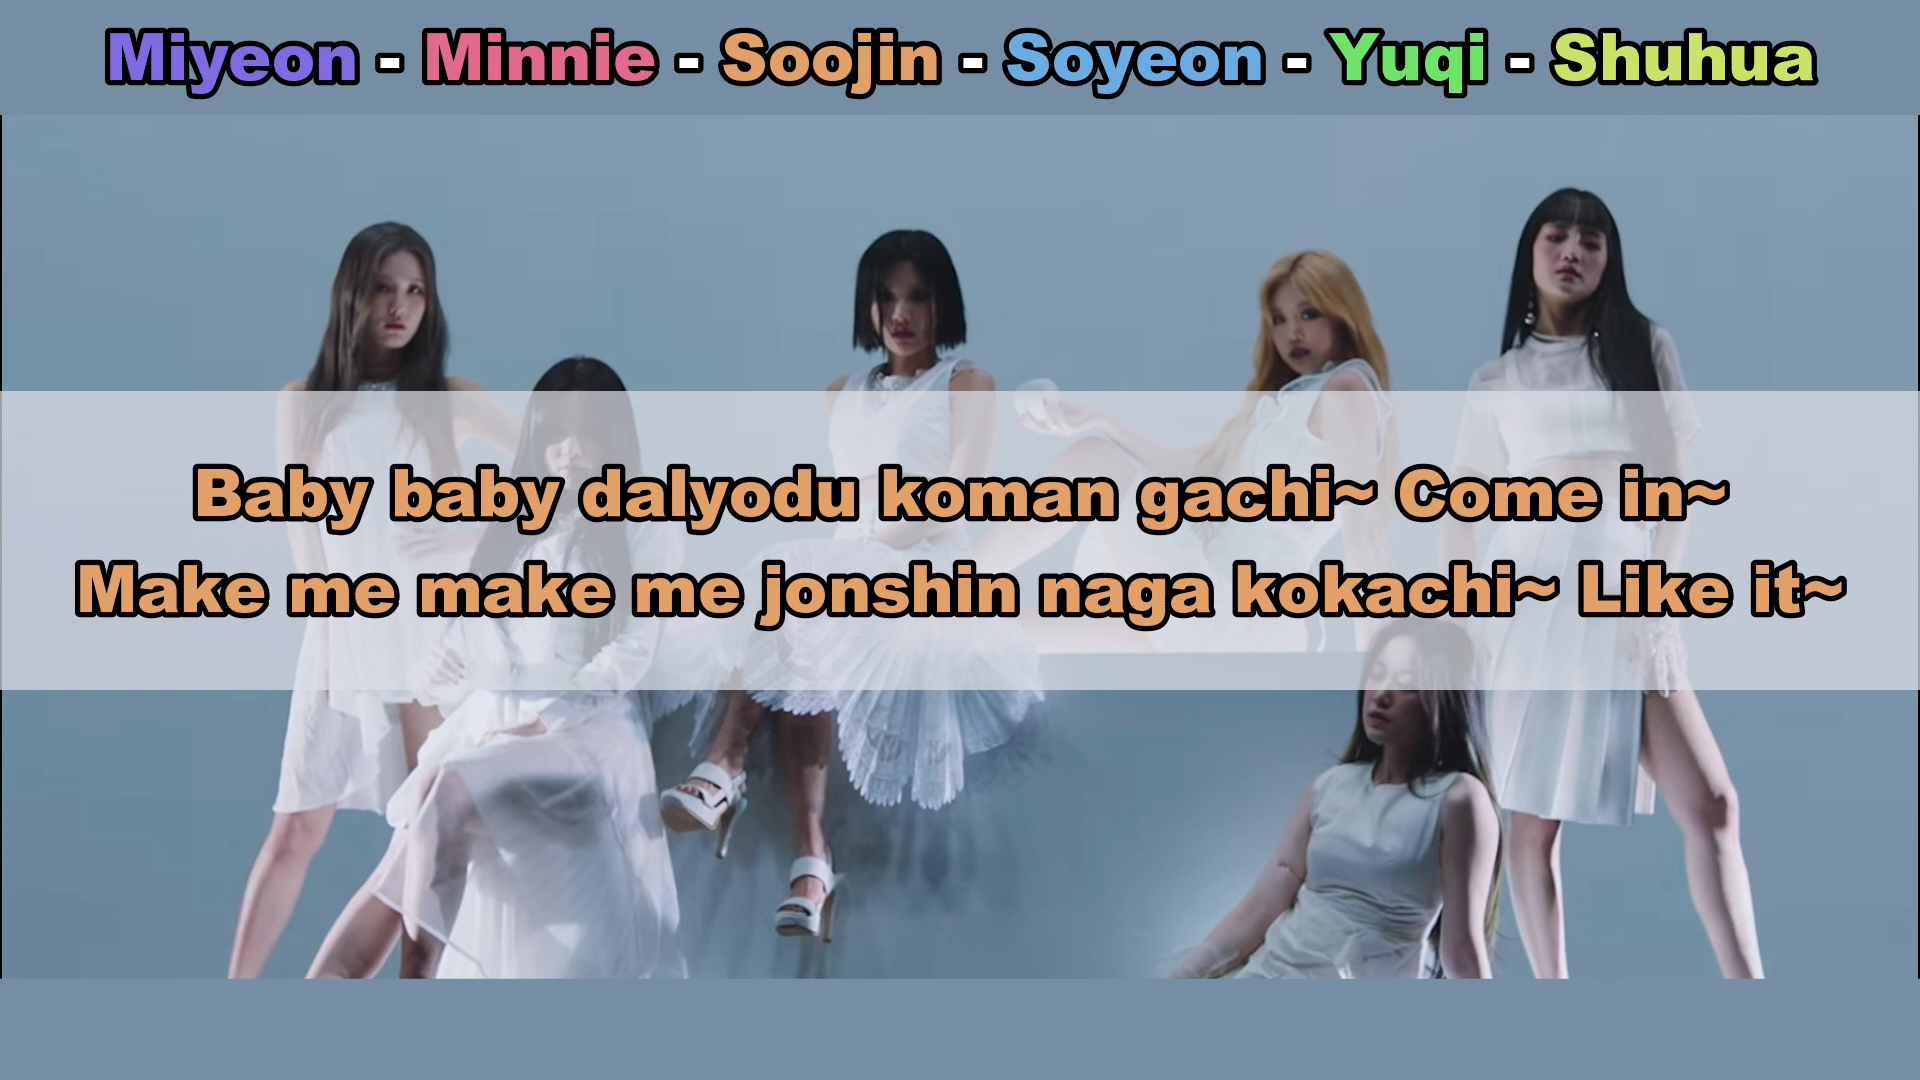 Miyeon - Minnie - Soojin - Soyeon - Yuqi - Shuhua
Baby baby dalyodu koman gachi~ Come in~
Make me make me jonshin naga kokachi~ Like it~